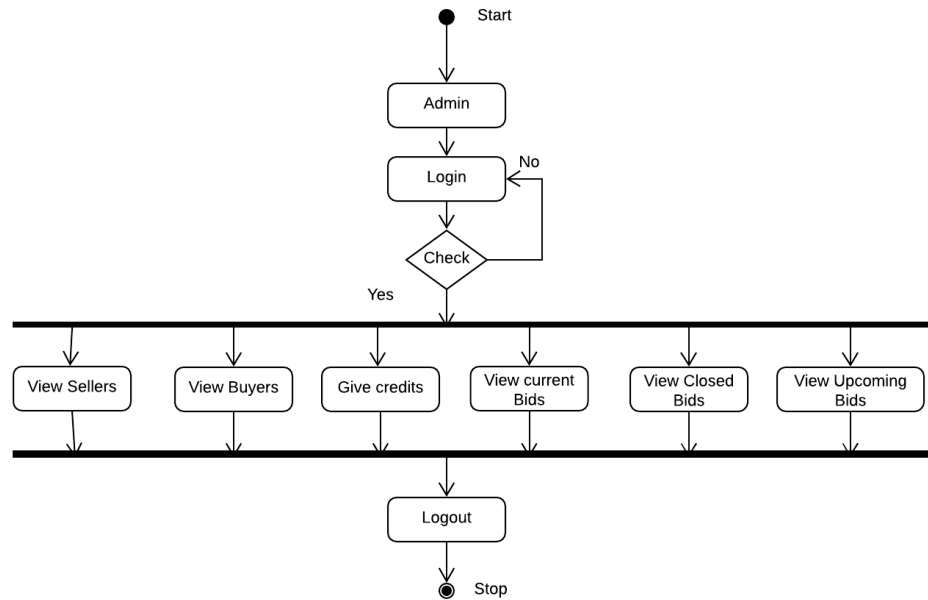 Start
Admin
No
Login
Check
Yes
View Sellers
View Buyers
Give credits
View current
Bids
View Closed
Bids
View Upcoming
Bids
Logout
Stop